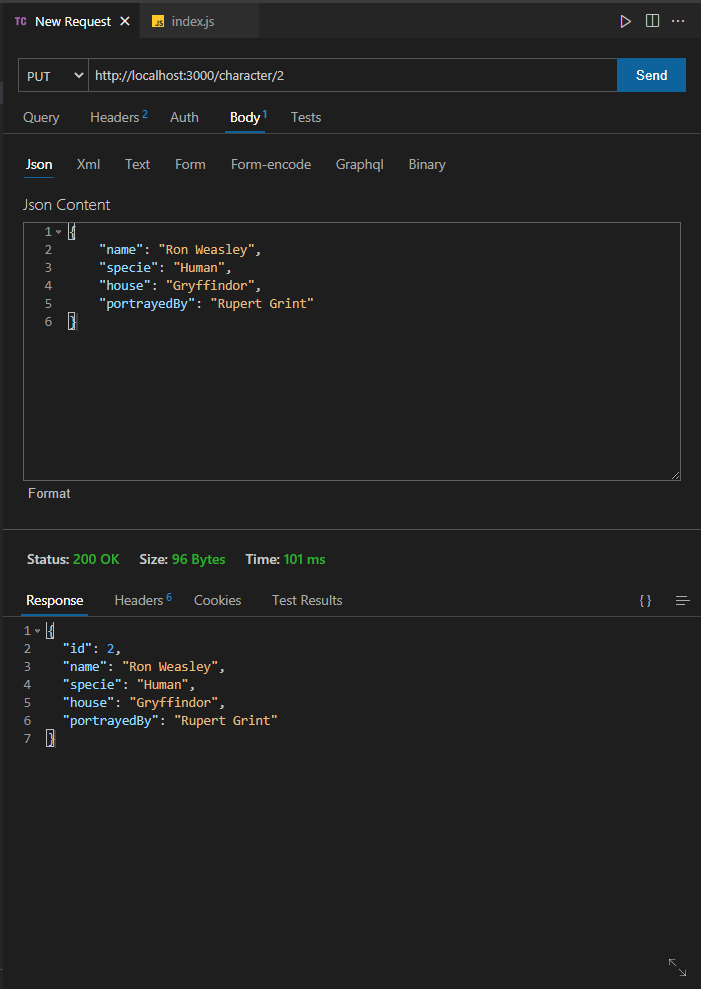 TC New Request JS index.js
PUT http://localhost:3000/character/2 Send
Query Headers 2 Auth Body 1 Tests
Json Xml Text Form Form-encode Graphql Binary
Json Content
1 {
2 "name": "Ron Weasley",
3 "specie": "Human",
4 "house": "Gryffindor",
5 "portrayedBy": "Rupert Grint"
6 }
Format
Status: 200 OK Size: 96 Bytes Time: 101 ms
Response Headers 6 Cookies Test Results { }
1 {
2 "id": 2,
3 "name": "Ron Weasley",
4 "specie": "Human",
5 "house": "Gryffindor",
6 "portrayedBy": "Rupert Grint"
7 }